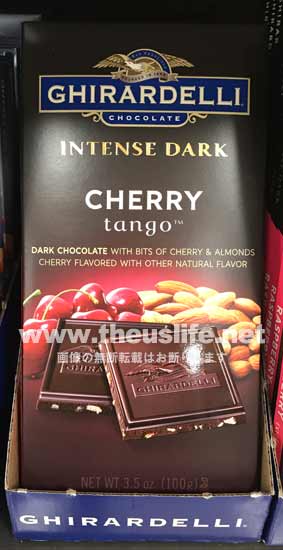 GHIRARDELLI
CHOCOLATE
INTENSE DARK
CHERRY
tango™
DARK CHOCOLATE WITH BITS OF CHERRY & ALMONDS
CHERRY FLAVORED WITH OTHER NATURAL FLAVOR
www.theuslife.net
画像の無断転載はお断りします
GHIRARDELLI
NET WT 3.5 oz. (100g)
GHIRARDELLI
RASPBERRY